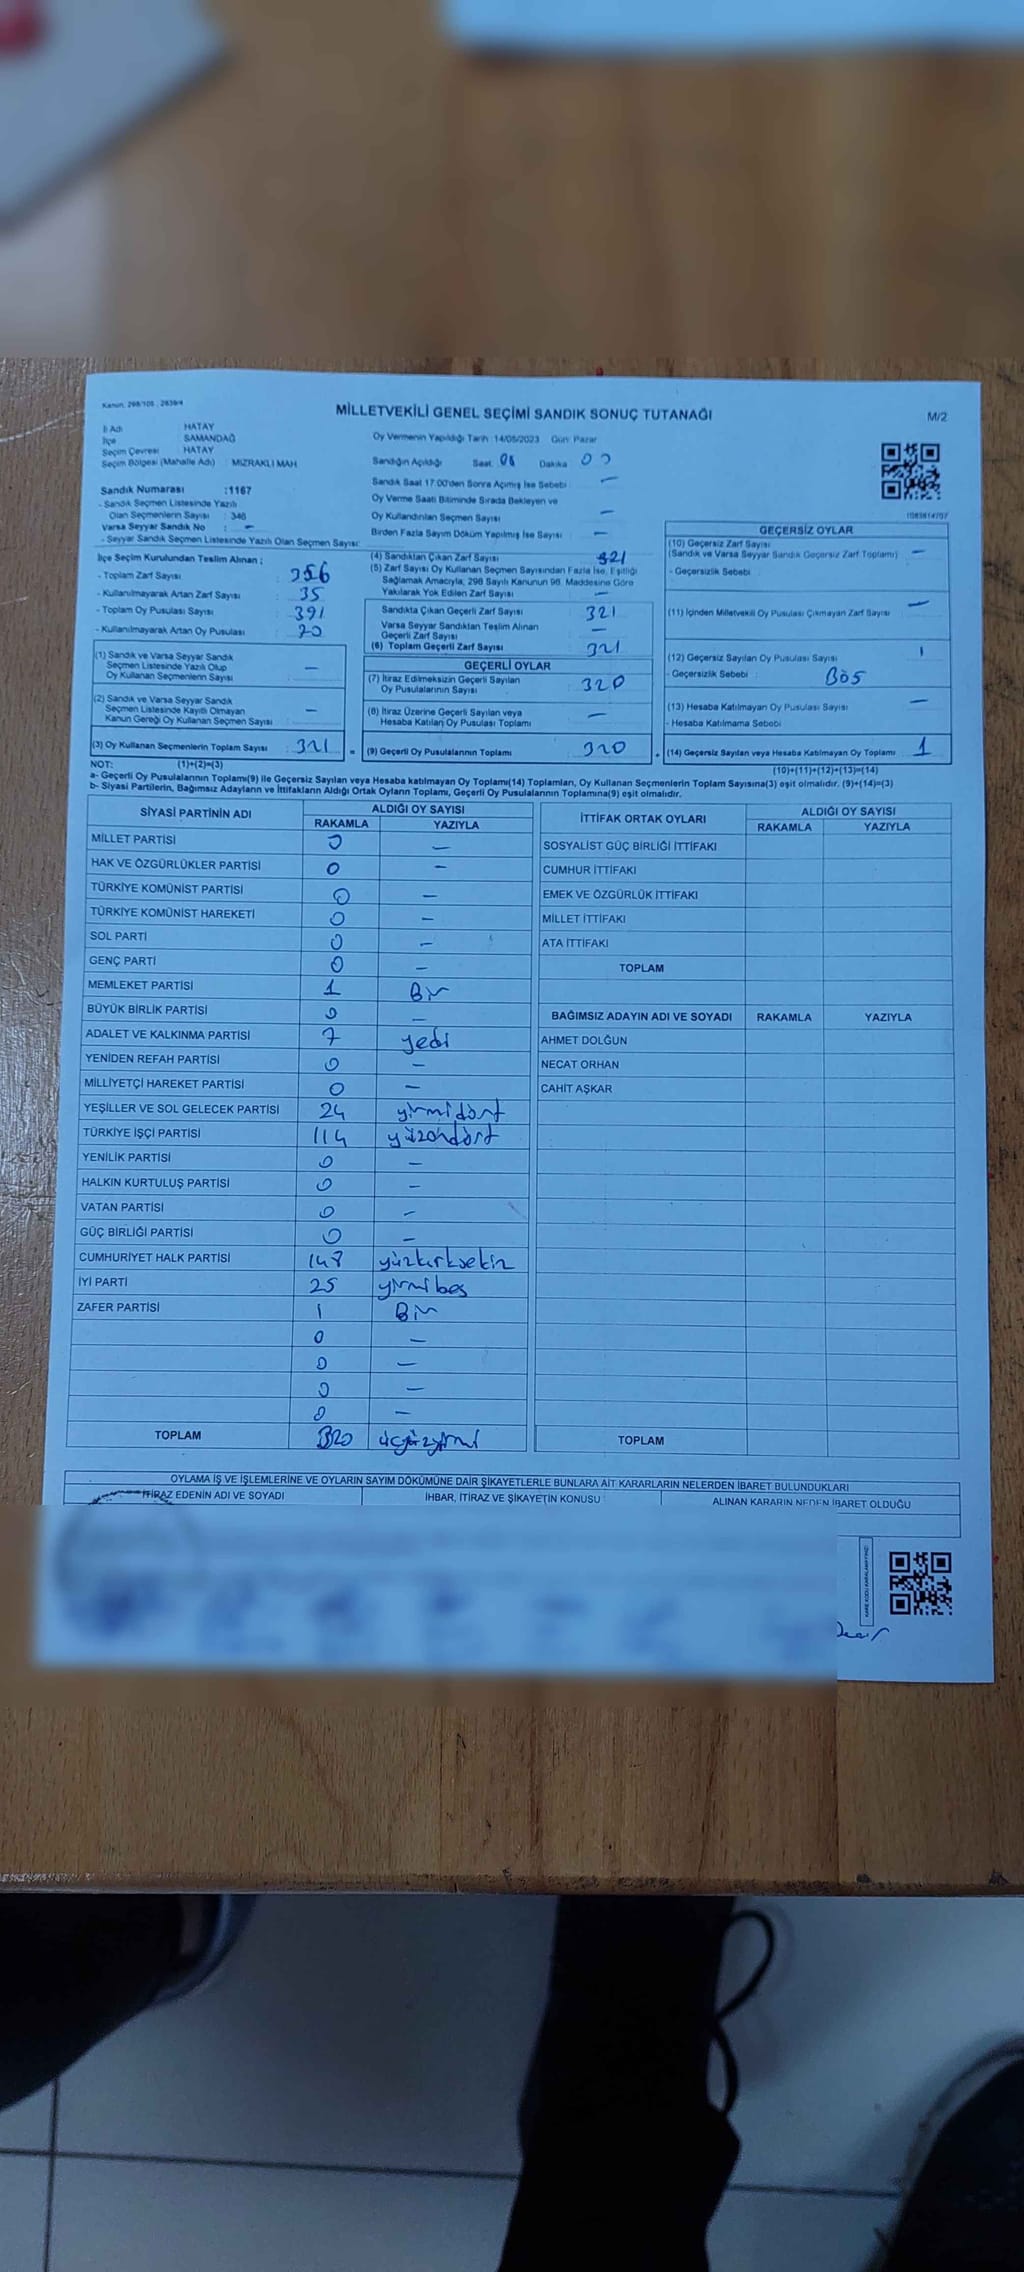 Kanun: 298/105 , 2839/4
MİLLETVEKİLİ GENEL SEÇİMİ SANDIK SONUÇ TUTANAĞI
M/2
İl Adı HATAY
İlçe SAMANDAĞ
Seçim Çevresi HATAY
Seçim Bölgesi (Mahalle Adı) MIZRAKLI MAH
Sandık Numarası :1167
- Sandık Seçmen Listesinde Yazılı
Olan Seçmenlerin Sayısı : 346
Varsa Seyyar Sandık No : -
- Seyyar Sandık Seçmen Listesinde Yazılı Olan Seçmen Sayısı:
Oy Vermenin Yapıldığı Tarih :14/05/2023 Gün: Pazar
Sandığın Açıldığı Saat: 08 Dakika 00
Sandık Saat 17:00'den Sonra Açımış İse Sebebi : —
Oy Verme Saati Bitiminde Sırada Bekleyen ve
Oy Kullandırılan Seçmen Sayısı —
Birden Fazla Sayım Döküm Yapılmış İse Sayısı : —
İlçe Seçim Kurulundan Teslim Alınan ;
- Toplam Zarf Sayısı : 356
- Kullanılmayarak Artan Zarf Sayısı : 35
- Toplam Oy Pusulası Sayısı : 391
- Kullanılmayarak Artan Oy Pusulası : 70
(1) Sandık ve Varsa Seyyar Sandık
Seçmen Listesinde Yazılı Olup
Oy Kullanan Seçmenlerin Sayısı : —
(2) Sandık ve Varsa Seyyar Sandık
Seçmen Listesinde Kayıtlı Olmayan
Kanun Gereği Oy Kullanan Seçmen Sayısı : —
(3) Oy Kullanan Seçmenlerin Toplam Sayısı : 321 =
(4) Sandıktan Çıkan Zarf Sayısı 321
(5) Zarf Sayısı Oy Kullanan Seçmen Sayısından Fazla İse, Eşitliği
Sağlamak Amacıyla, 298 Sayılı Kanunun 98. Maddesine Göre
Yakılarak Yok Edilen Zarf Sayısı : —
Sandıkta Çıkan Geçerli Zarf Sayısı : 321
Varsa Seyyar Sandıktan Teslim Alınan
Geçerli Zarf Sayısı : —
(6) Toplam Geçerli Zarf Sayısı : 321
GEÇERLİ OYLAR
(7) İtiraz Edilmeksizin Geçerli Sayılan
Oy Pusulalarının Sayısı : 320
(8) İtiraz Üzerine Geçerli Sayılan veya
Hesaba Katılan Oy Pusulası Toplamı : —
(9) Geçerli Oy Pusulalarının Toplamı : 320 +
GEÇERSİZ OYLAR
(10) Geçersiz Zarf Sayısı
(Sandık ve Varsa Seyyar Sandık Geçersiz Zarf Toplamı) : —
- Geçersizlik Sebebi :
(11) İçinden Milletvekili Oy Pusulası Çıkmayan Zarf Sayısı : —
(12) Geçersiz Sayılan Oy Pusulası Sayısı : 1
- Geçersizlik Sebebi : BOŞ
(13) Hesaba Katılmayan Oy Pusulası Sayısı : —
- Hesaba Katılmama Sebebi :
(14) Geçersiz Sayılan veya Hesaba Katılmayan Oy Toplamı : 1
NOT: (1)+(2)=(3) (10)+(11)+(12)+(13)=(14)
a- Geçerli Oy Pusulalarının Toplamı(9) ile Geçersiz Sayılan veya Hesaba katılmayan Oy Toplamı(14) Toplamları, Oy Kullanan Seçmenlerin Toplam Sayısına(3) eşit olmalıdır. (9)+(14)=(3)
b- Siyasi Partilerin, Bağımsız Adayların ve İttifakların Aldığı Ortak Oyların Toplamı, Geçerli Oy Pusulalarının Toplamına(9) eşit olmalıdır.
SİYASİ PARTİNİN ADI ALDIĞI OY SAYISI
RAKAMLA YAZIYLA
MİLLET PARTİSİ 0 —
HAK VE ÖZGÜRLÜKLER PARTİSİ 0 —
TÜRKİYE KOMÜNİST PARTİSİ 0 —
TÜRKİYE KOMÜNİST HAREKETİ 0 —
SOL PARTİ 0 —
GENÇ PARTİ 0 —
MEMLEKET PARTİSİ 1 Bir
BÜYÜK BİRLİK PARTİSİ 0 —
ADALET VE KALKINMA PARTİSİ 7 yedi
YENİDEN REFAH PARTİSİ 0 —
MİLLİYETÇİ HAREKET PARTİSİ 0 —
YEŞİLLER VE SOL GELECEK PARTİSİ 24 yirmidört
TÜRKİYE İŞÇİ PARTİSİ 114 yüzondört
YENİLİK PARTİSİ 0 —
HALKIN KURTULUŞ PARTİSİ 0 —
VATAN PARTİSİ 0 —
GÜÇ BİRLİĞİ PARTİSİ 0 —
CUMHURİYET HALK PARTİSİ 148 yüzkırksekiz
İYİ PARTİ 25 yirmibeş
ZAFER PARTİSİ 1 Bir
0 —
0 —
0 —
0 —
TOPLAM 320 üçyüzyirmi
İTTİFAK ORTAK OYLARI ALDIĞI OY SAYISI
RAKAMLA YAZIYLA
SOSYALİST GÜÇ BİRLİĞİ İTTİFAKI
CUMHUR İTTİFAKI
EMEK VE ÖZGÜRLÜK İTTİFAKI
MİLLET İTTİFAKI
ATA İTTİFAKI
TOPLAM
BAĞIMSIZ ADAYIN ADI VE SOYADI RAKAMLA YAZIYLA
AHMET DOLĞUN
NECAT ORHAN
CAHİT AŞKAR
TOPLAM
OYLAMA İŞ VE İŞLEMLERİNE VE OYLARIN SAYIM DÖKÜMÜNE DAİR ŞİKAYETLERLE BUNLARA AİT KARARLARIN NELERDEN İBARET BULUNDUKLARI
İTİRAZ EDENİN ADI VE SOYADI İHBAR, İTİRAZ VE ŞİKAYETİN KONUSU ALINAN KARARIN NEDEN İBARET OLDUĞU
KARE KODU KARALAMAYINIZ!